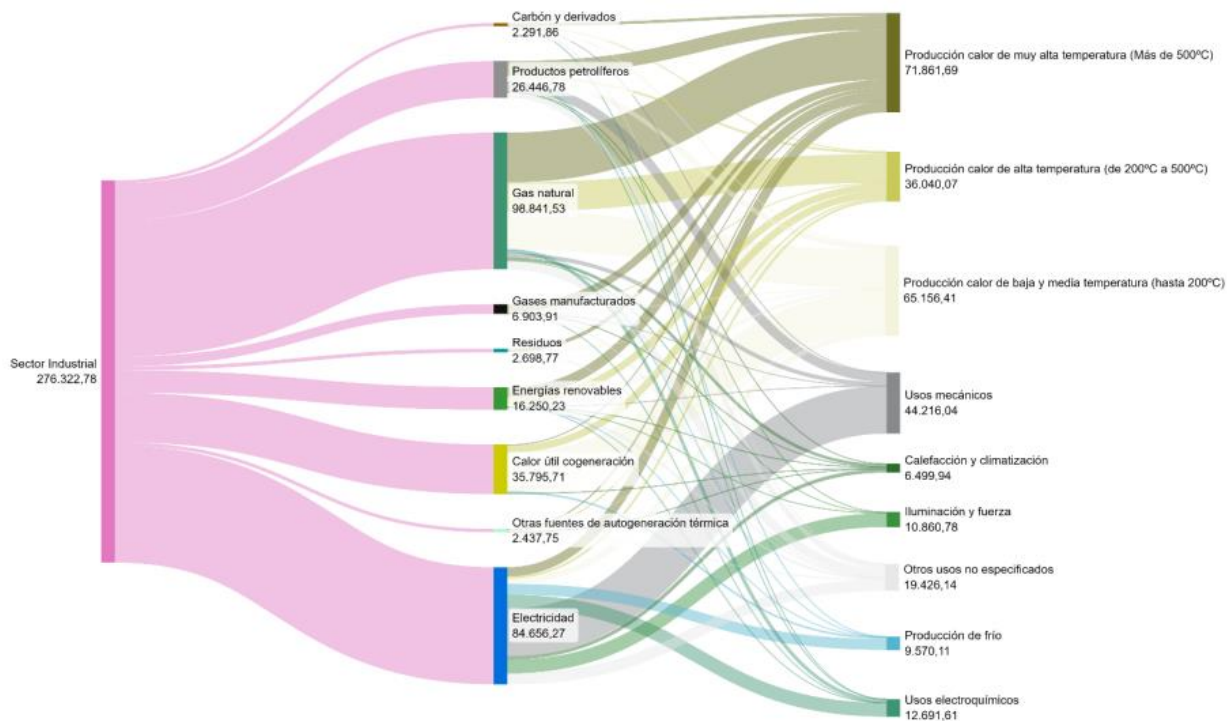 Sector Industrial
276.322,78
Carbón y derivados
2.291,86
Productos petrolíferos
26.446,78
Gas natural
98.841,53
Gases manufacturados
6.903,91
Residuos
2.698,77
Energías renovables
16.250,23
Calor útil cogeneración
35.795,71
Otras fuentes de autogeneración térmica
2.437,75
Electricidad
84.656,27
Producción calor de muy alta temperatura (Más de 500ºC)
71.861,69
Producción calor de alta temperatura (de 200ºC a 500ºC)
36.040,07
Producción calor de baja y media temperatura (hasta 200ºC)
65.156,41
Usos mecánicos
44.216,04
Calefacción y climatización
6.499,94
Iluminación y fuerza
10.860,78
Otros usos no especificados
19.426,14
Producción de frío
9.570,11
Usos electroquímicos
12.691,61